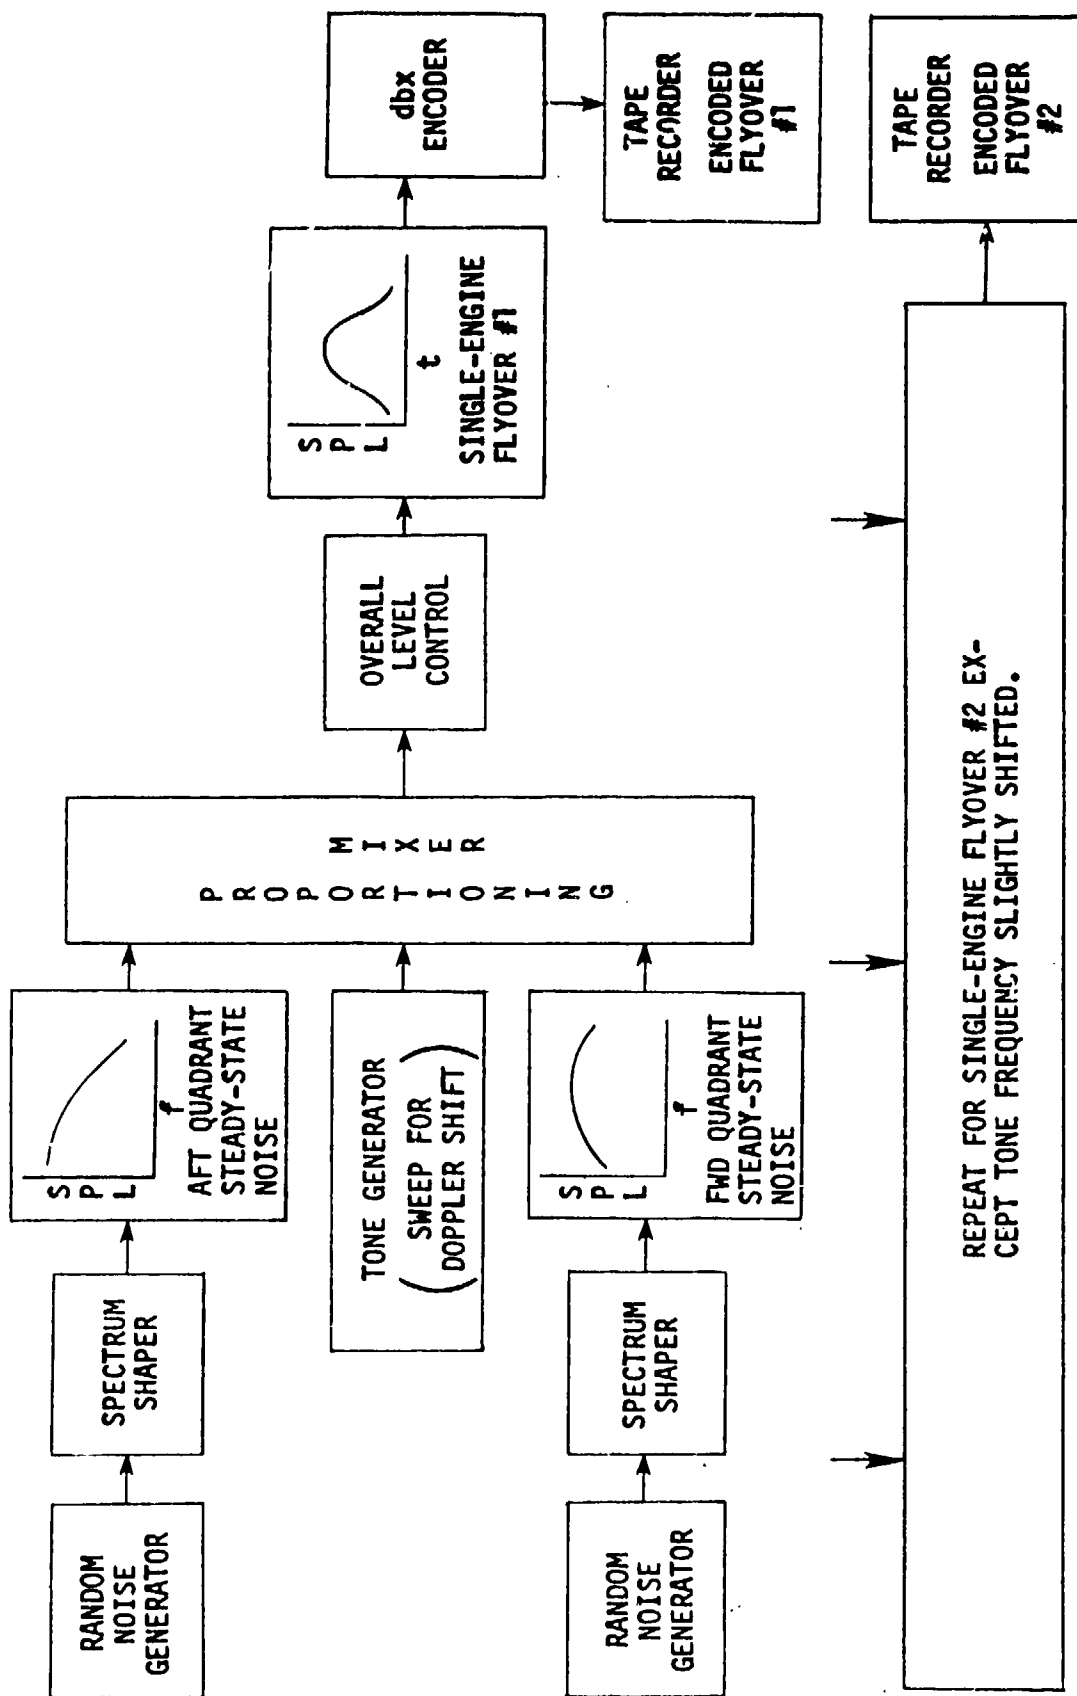 RANDOM
NOISE
GENERATOR
SPECTRUM
SHAPER
SPL
f
AFT QUADRANT
STEADY-STATE
NOISE
TONE GENERATOR
(SWEEP FOR
DOPPLER SHIFT)
RANDOM
NOISE
GENERATOR
SPECTRUM
SHAPER
SPL
f
FWD QUADRANT
STEADY-STATE
NOISE
PROPORTIONING
MIXER
OVERALL
LEVEL
CONTROL
SPL
t
SINGLE-ENGINE
FLYOVER #1
dbx
ENCODER
TAPE
RECORDER
ENCODED
FLYOVER
#1
REPEAT FOR SINGLE-ENGINE FLYOVER #2 EX-
CEPT TONE FREQUENCY SLIGHTLY SHIFTED.
TAPE
RECORDER
ENCODED
FLYOVER
#2